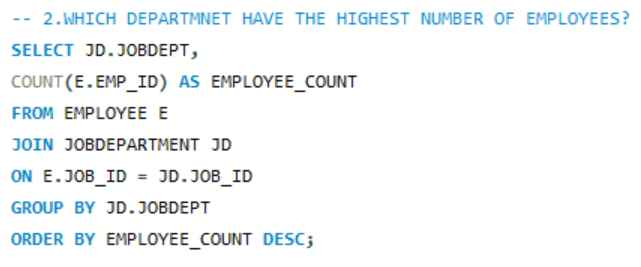 -- 2.WHICH DEPARTMNET HAVE THE HIGHEST NUMBER OF EMPLOYEES?
SELECT JD.JOBDEPT,
COUNT(E.EMP_ID) AS EMPLOYEE_COUNT
FROM EMPLOYEE E
JOIN JOBDEPARTMENT JD
ON E.JOB_ID = JD.JOB_ID
GROUP BY JD.JOBDEPT
ORDER BY EMPLOYEE_COUNT DESC;